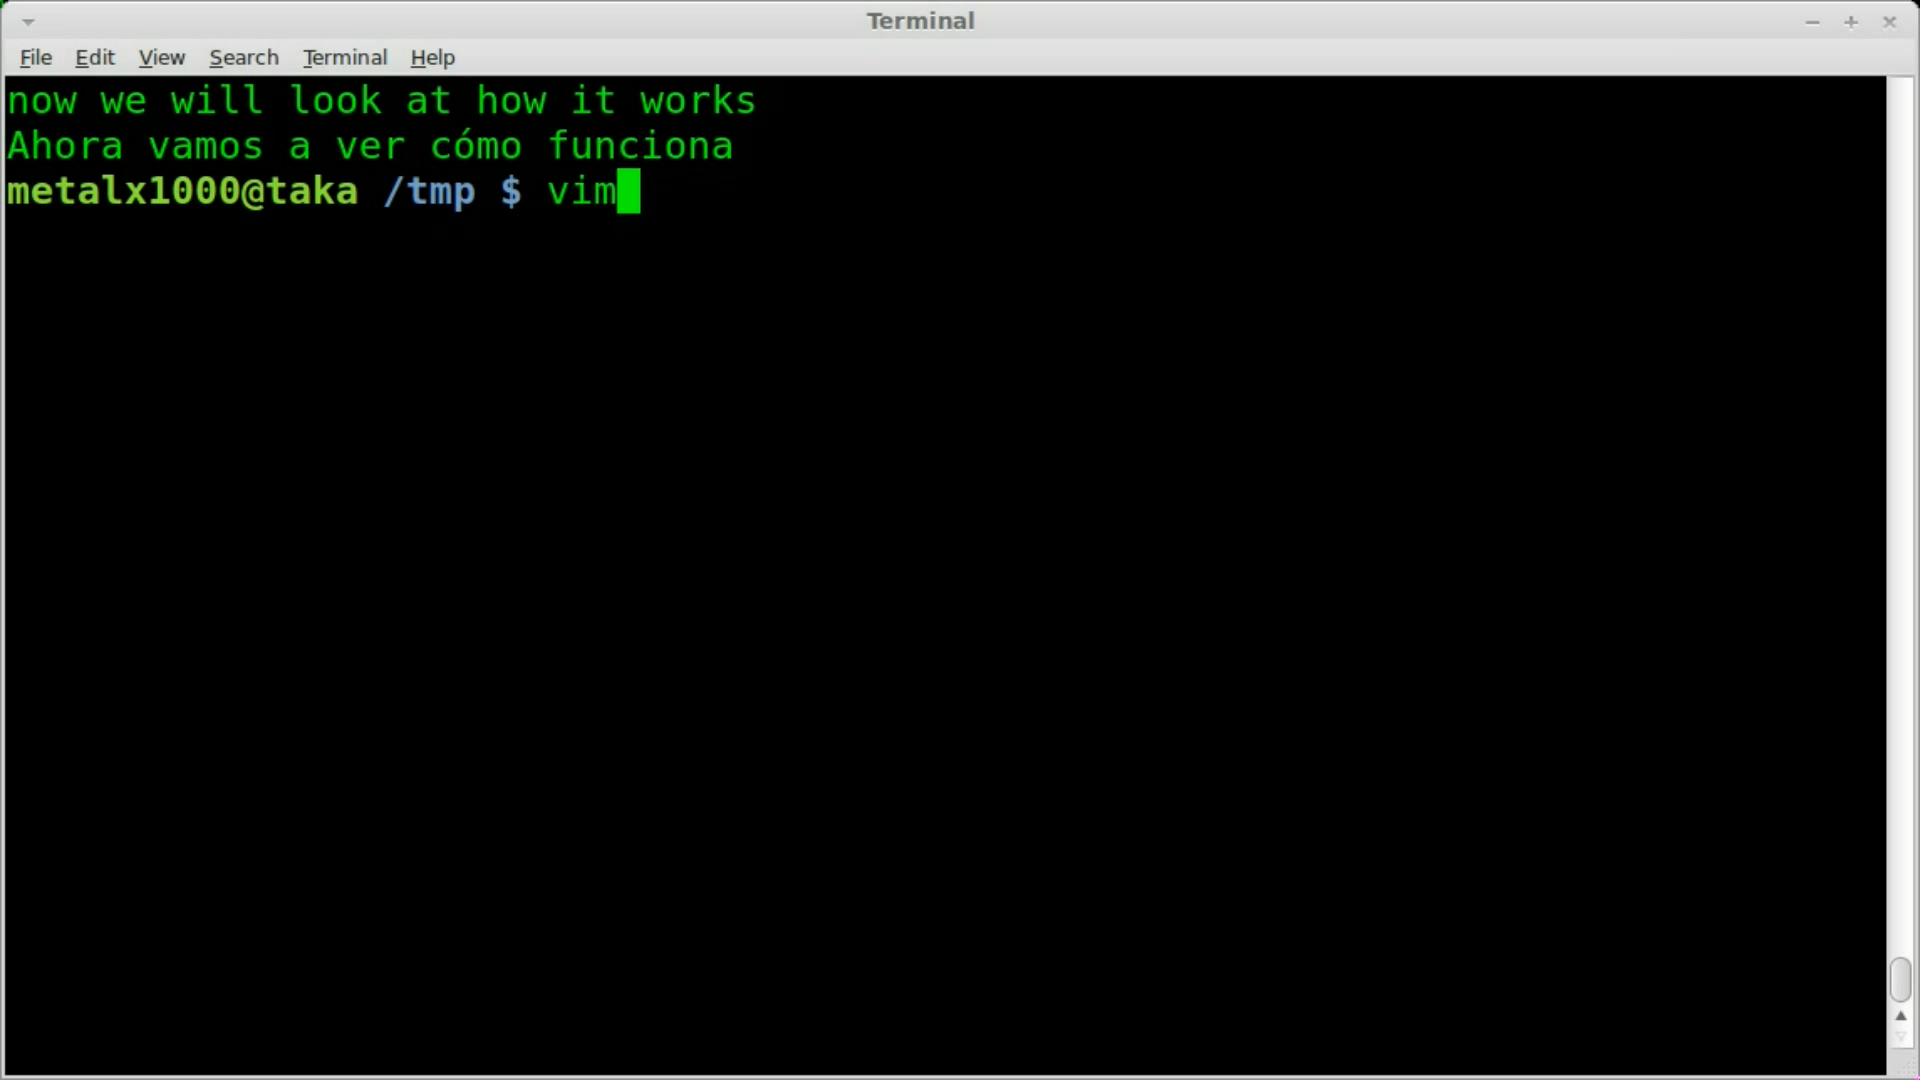 Terminal
File Edit View Search Terminal Help
now we will look at how it works
Ahora vamos a ver cómo funciona
metalx1000@taka /tmp $ vim